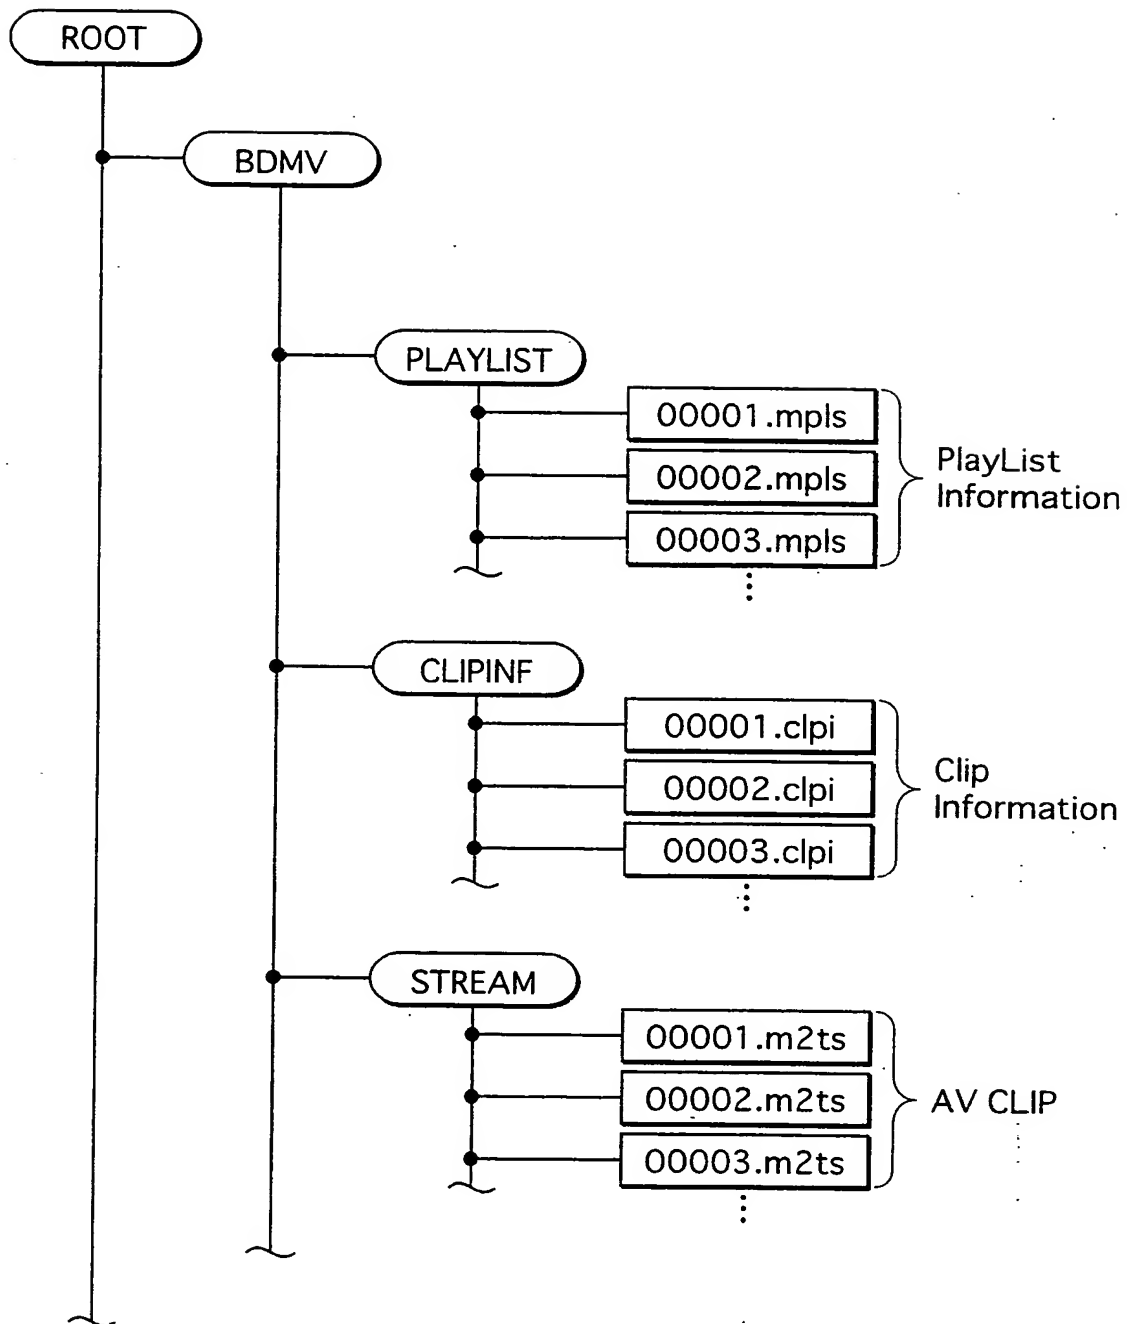 ROOT
BDMV
PLAYLIST
00001.mpls
00002.mpls
00003.mpls
PlayList
Information
CLIPINF
00001.clpi
00002.clpi
00003.clpi
Clip
Information
STREAM
00001.m2ts
00002.m2ts
00003.m2ts
AV CLIP